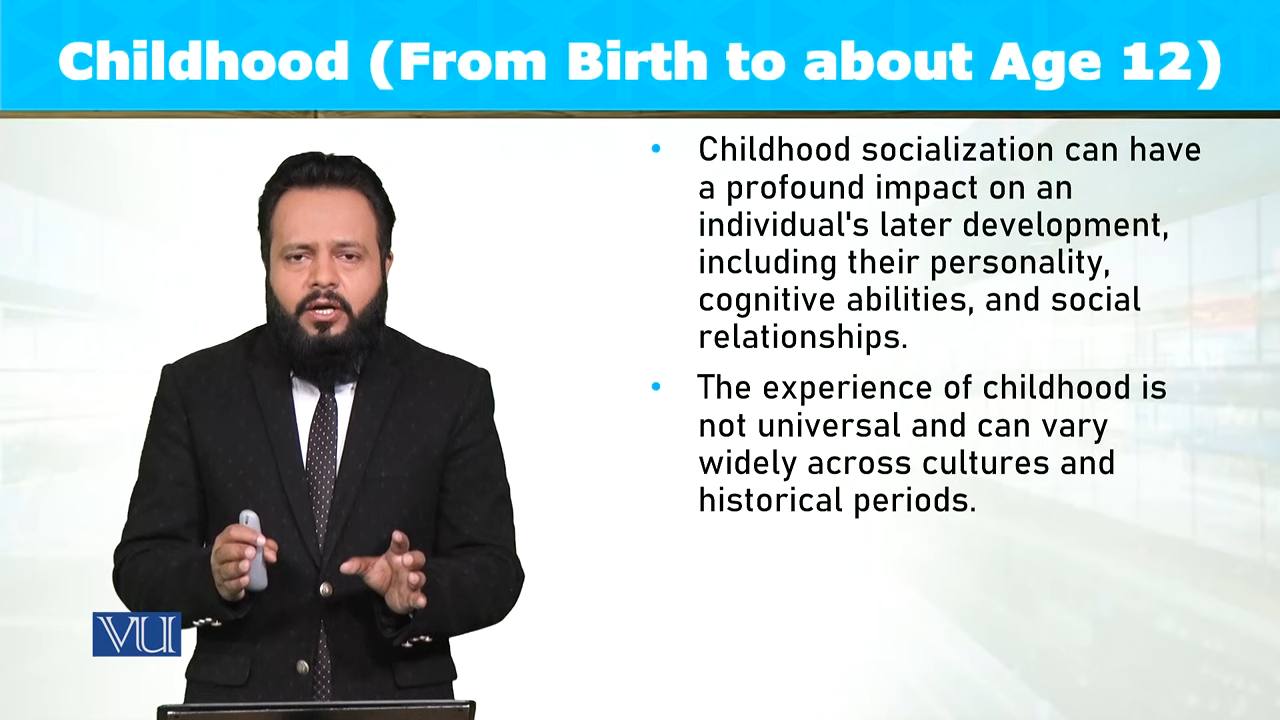 Childhood (From Birth to about Age 12)
• Childhood socialization can have
a profound impact on an
individual's later development,
including their personality,
cognitive abilities, and social
relationships.
• The experience of childhood is
not universal and can vary
widely across cultures and
historical periods.
VU